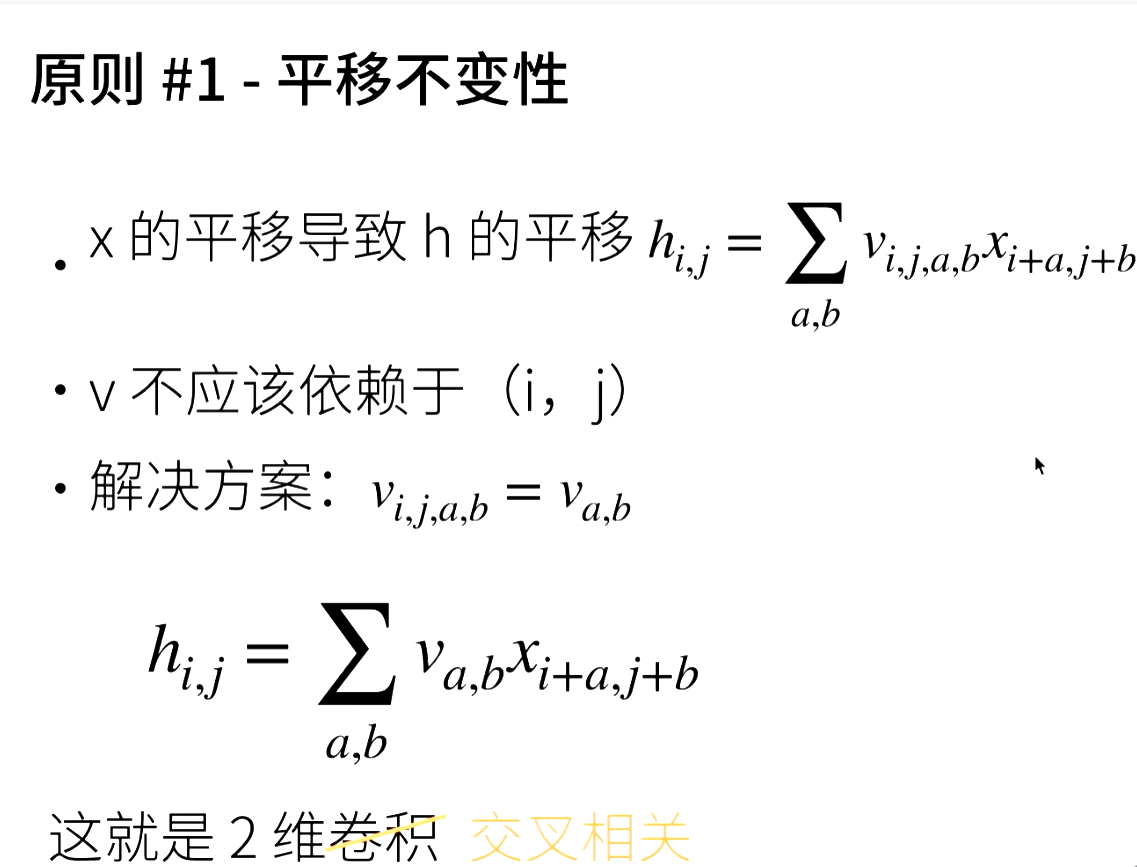 原则 #1 - 平移不变性
• x 的平移导致 h 的平移 h_{i,j} = ∑_{a,b} v_{i,j,a,b}x_{i+a,j+b}
• v 不应该依赖于（i，j）
• 解决方案：v_{i,j,a,b} = v_{a,b}
h_{i,j} = ∑_{a,b} v_{a,b}x_{i+a,j+b}
这就是 2 维卷积 交叉相关